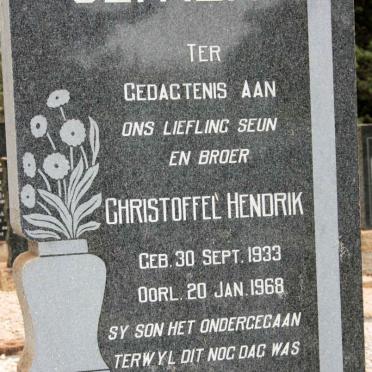 TER
GEDAGTENIS AAN
ONS LIEFLING SEUN
EN BROER
CHRISTOFFEL HENDRIK
GEB. 30 SEPT. 1933
OORL. 20 JAN. 1968
SY SON HET ONDERGEGAAN
TERWYL DIT NOG DAG WAS